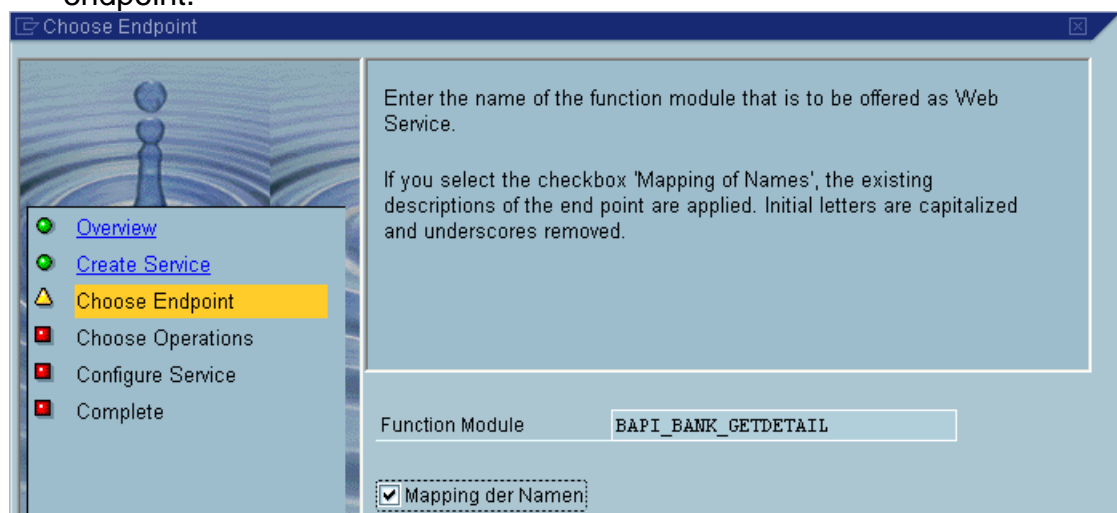 endpoint.
Choose Endpoint
Enter the name of the function module that is to be offered as Web
Service.
If you select the checkbox 'Mapping of Names', the existing
descriptions of the end point are applied. Initial letters are capitalized
and underscores removed.
Overview
Create Service
Choose Endpoint
Choose Operations
Configure Service
Complete
Function Module BAPI_BANK_GETDETAIL
Mapping der Namen